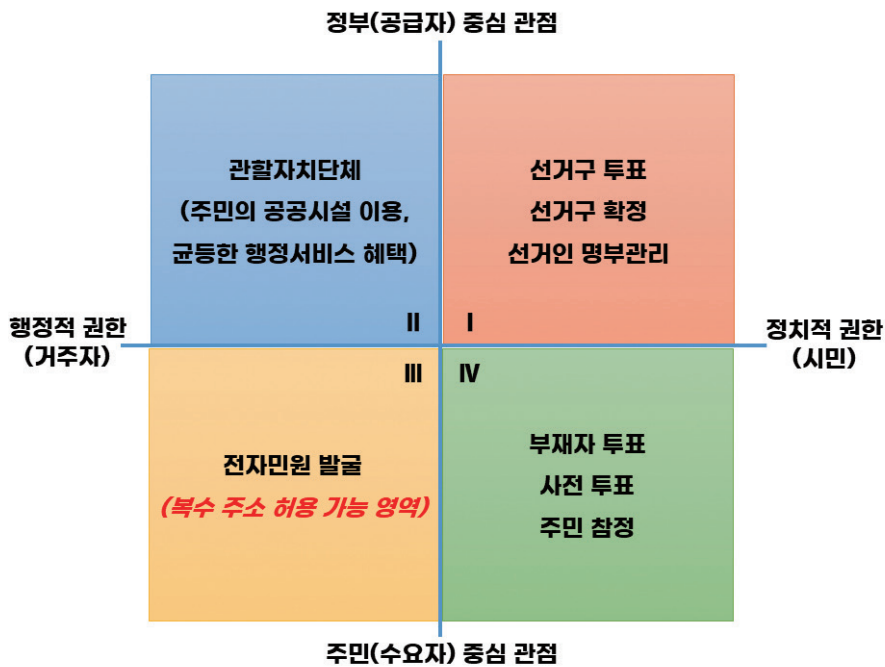 정부(공급자) 중심 관점
관할자치단체
(주민의 공공시설 이용,
균등한 행정서비스 혜택)
선거구 투표
선거구 확정
선거인 명부관리
II
I
행정적 권한
(거주자)
정치적 권한
(시민)
III
IV
전자민원 발굴
(복수 주소 허용 가능 영역)
부재자 투표
사전 투표
주민 참정
주민(수요자) 중심 관점